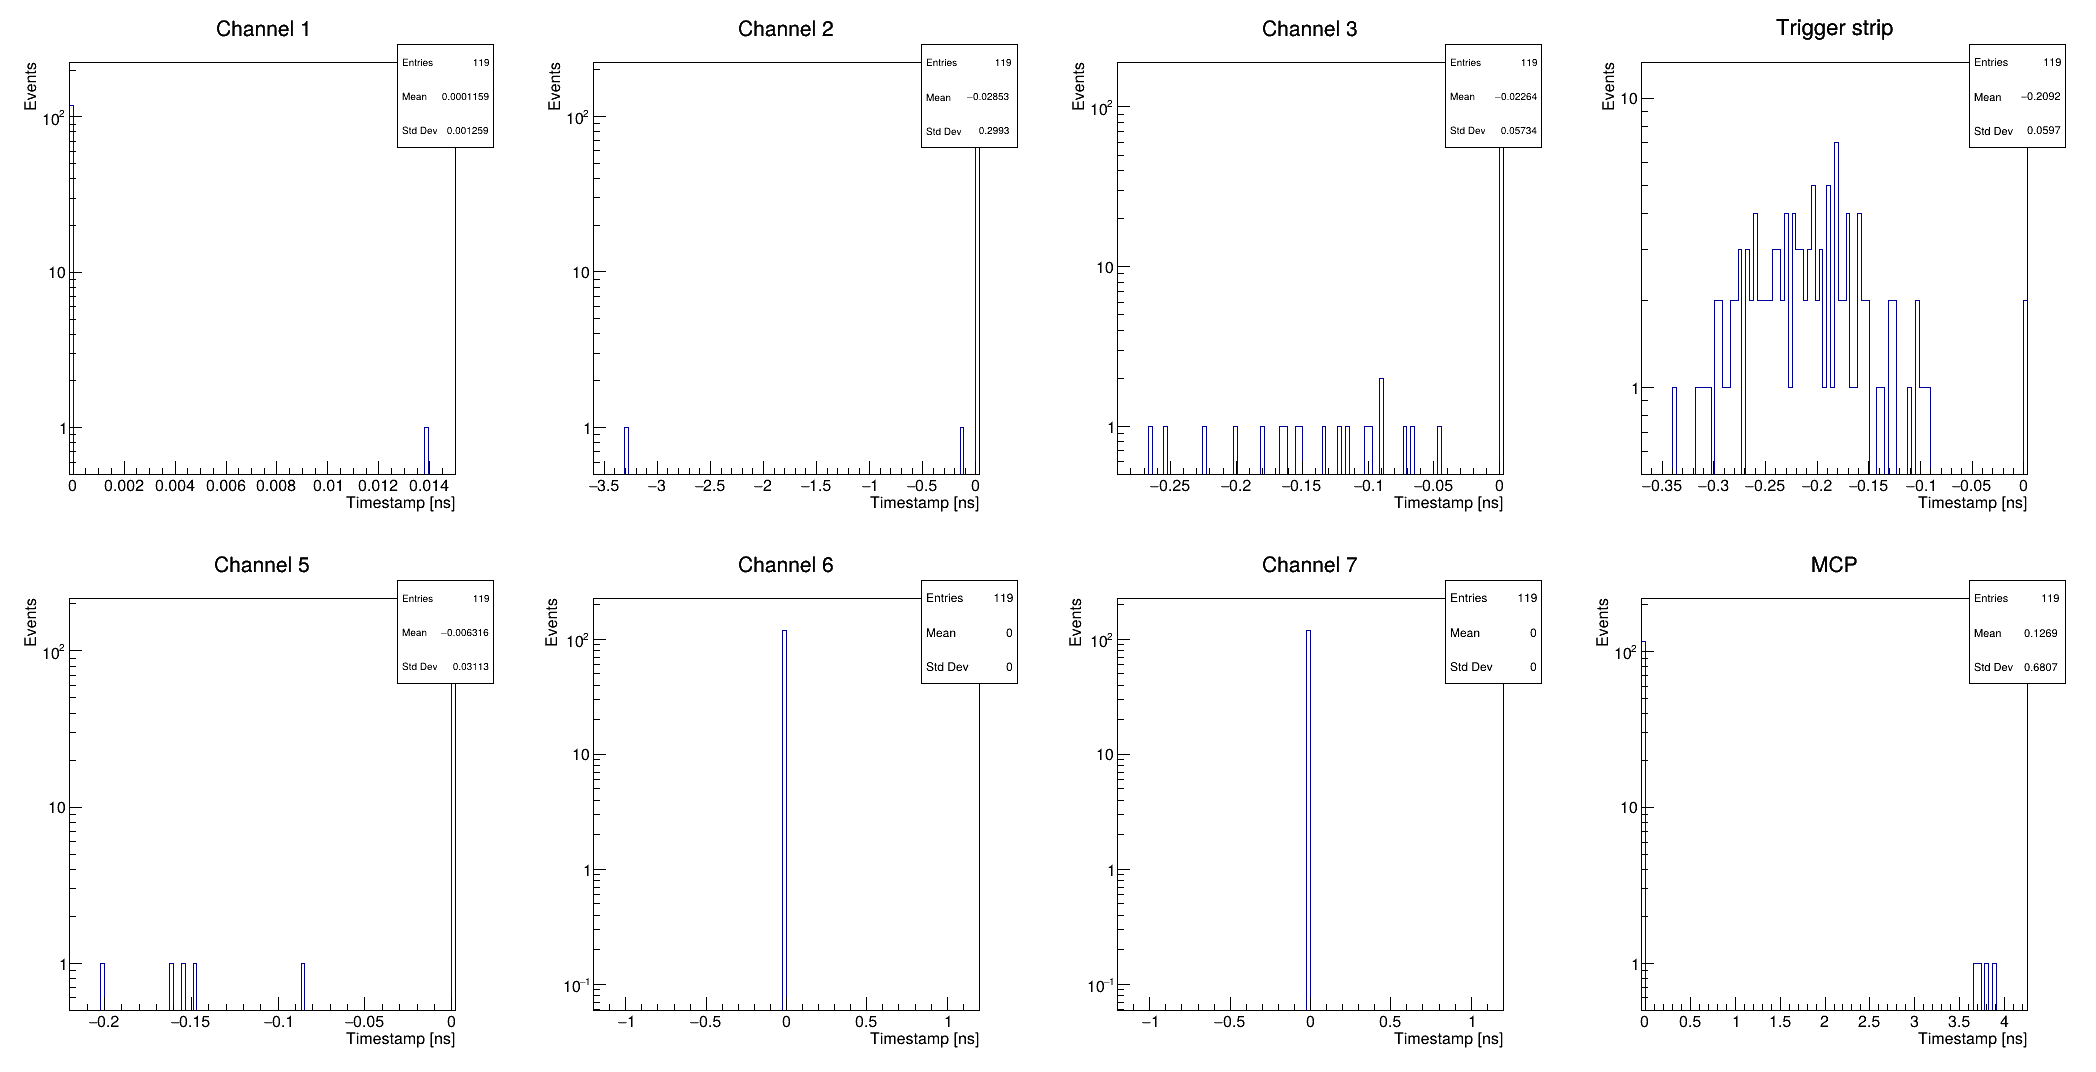 Channel 1
Entries 119
Mean 0.0001159
Std Dev 0.001259
Events
10²
10
1
0 0.002 0.004 0.006 0.008 0.01 0.012 0.014
Timestamp [ns]
Channel 2
Entries 119
Mean −0.02853
Std Dev 0.2993
Events
10²
10
1
−3.5 −3 −2.5 −2 −1.5 −1 −0.5 0
Timestamp [ns]
Channel 3
Entries 119
Mean −0.02264
Std Dev 0.05734
Events
10²
10
1
−0.25 −0.2 −0.15 −0.1 −0.05 0
Timestamp [ns]
Trigger strip
Entries 119
Mean −0.2092
Std Dev 0.0597
Events
10
1
−0.35 −0.3 −0.25 −0.2 −0.15 −0.1 −0.05 0
Timestamp [ns]
Channel 5
Entries 119
Mean −0.006316
Std Dev 0.03113
Events
10²
10
1
−0.2 −0.15 −0.1 −0.05 0
Timestamp [ns]
Channel 6
Entries 119
Mean 0
Std Dev 0
Events
10²
10
1
10⁻¹
−1 −0.5 0 0.5 1
Timestamp [ns]
Channel 7
Entries 119
Mean 0
Std Dev 0
Events
10²
10
1
10⁻¹
−1 −0.5 0 0.5 1
Timestamp [ns]
MCP
Entries 119
Mean 0.1269
Std Dev 0.6807
Events
10²
10
1
0 0.5 1 1.5 2 2.5 3 3.5 4
Timestamp [ns]